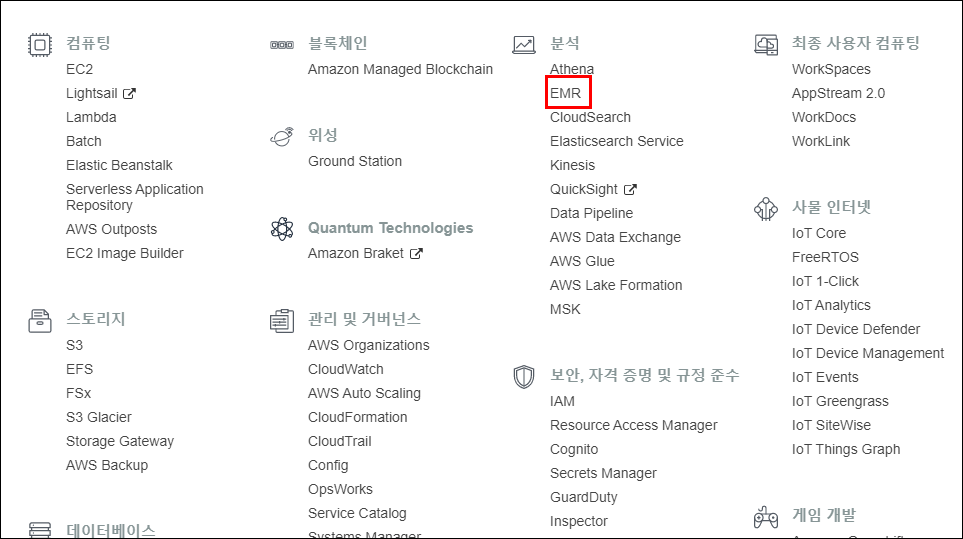 컴퓨팅
EC2
Lightsail
Lambda
Batch
Elastic Beanstalk
Serverless Application
Repository
AWS Outposts
EC2 Image Builder
스토리지
S3
EFS
FSx
S3 Glacier
Storage Gateway
AWS Backup
데이터베이스
블록체인
Amazon Managed Blockchain
위성
Ground Station
Quantum Technologies
Amazon Braket
관리 및 거버넌스
AWS Organizations
CloudWatch
AWS Auto Scaling
CloudFormation
CloudTrail
Config
OpsWorks
Service Catalog
Systems Manager
분석
Athena
EMR
CloudSearch
Elasticsearch Service
Kinesis
QuickSight
Data Pipeline
AWS Data Exchange
AWS Glue
AWS Lake Formation
MSK
보안, 자격 증명 및 규정 준수
IAM
Resource Access Manager
Cognito
Secrets Manager
GuardDuty
Inspector
최종 사용자 컴퓨팅
WorkSpaces
AppStream 2.0
WorkDocs
WorkLink
사물 인터넷
IoT Core
FreeRTOS
IoT 1-Click
IoT Analytics
IoT Device Defender
IoT Device Management
IoT Events
IoT Greengrass
IoT SiteWise
IoT Things Graph
게임 개발